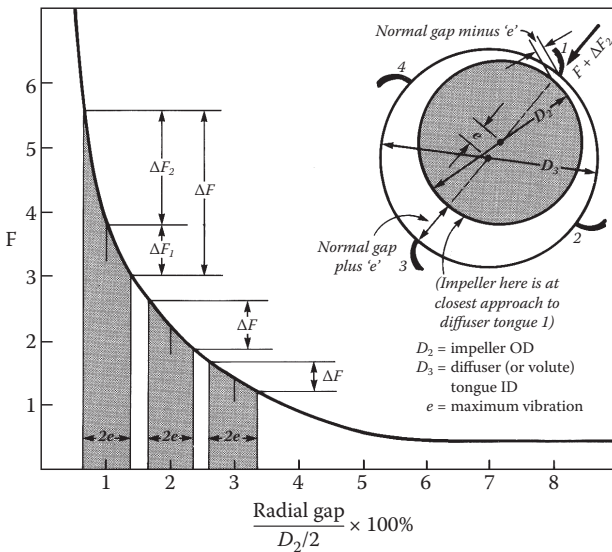 6
5
4
F
3
2
1
ΔF₂
ΔF
ΔF₁
ΔF
ΔF
2e
2e
2e
1
2
3
4
5
6
7
8
Radial gap
D₂/2
× 100%
Normal gap minus ‘e’
1
F + ΔF₂
4
D₂
e
D₃
2
Normal gap
plus ‘e’
3
(Impeller here is at
closest approach to
diffuser tongue 1)
D₂ = impeller OD
D₃ = diffuser (or volute)
tongue ID
e = maximum vibration